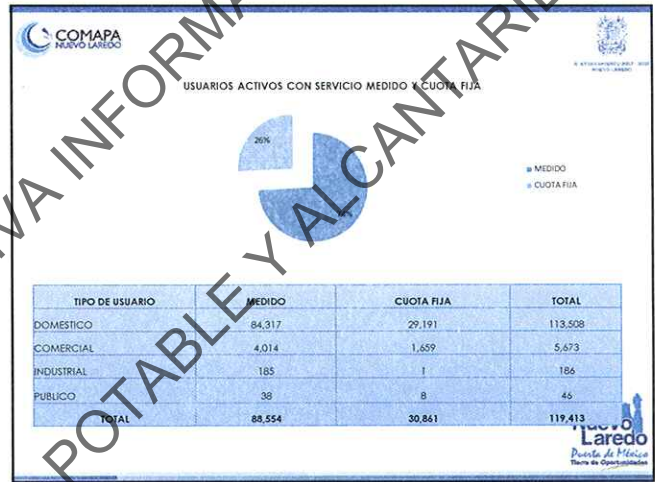 COMAPA
NUEVO LAREDO
USUARIOS ACTIVOS CON SERVICIO MEDIDO Y CUOTA FIJA
26%
MEDIDO
CUOTA FIJA
TIPO DE USUARIO MEDIDO CUOTA FIJA TOTAL
DOMESTICO 84,317 29,191 113,508
COMERCIAL 4,014 1,659 5,673
INDUSTRIAL 185 1 186
PUBLICO 38 8 46
TOTAL 88,554 30,861 119,413
Nuevo
Laredo
Puerta de México
Tierra de Oportunidades
POTABLE Y ALCANTARIL